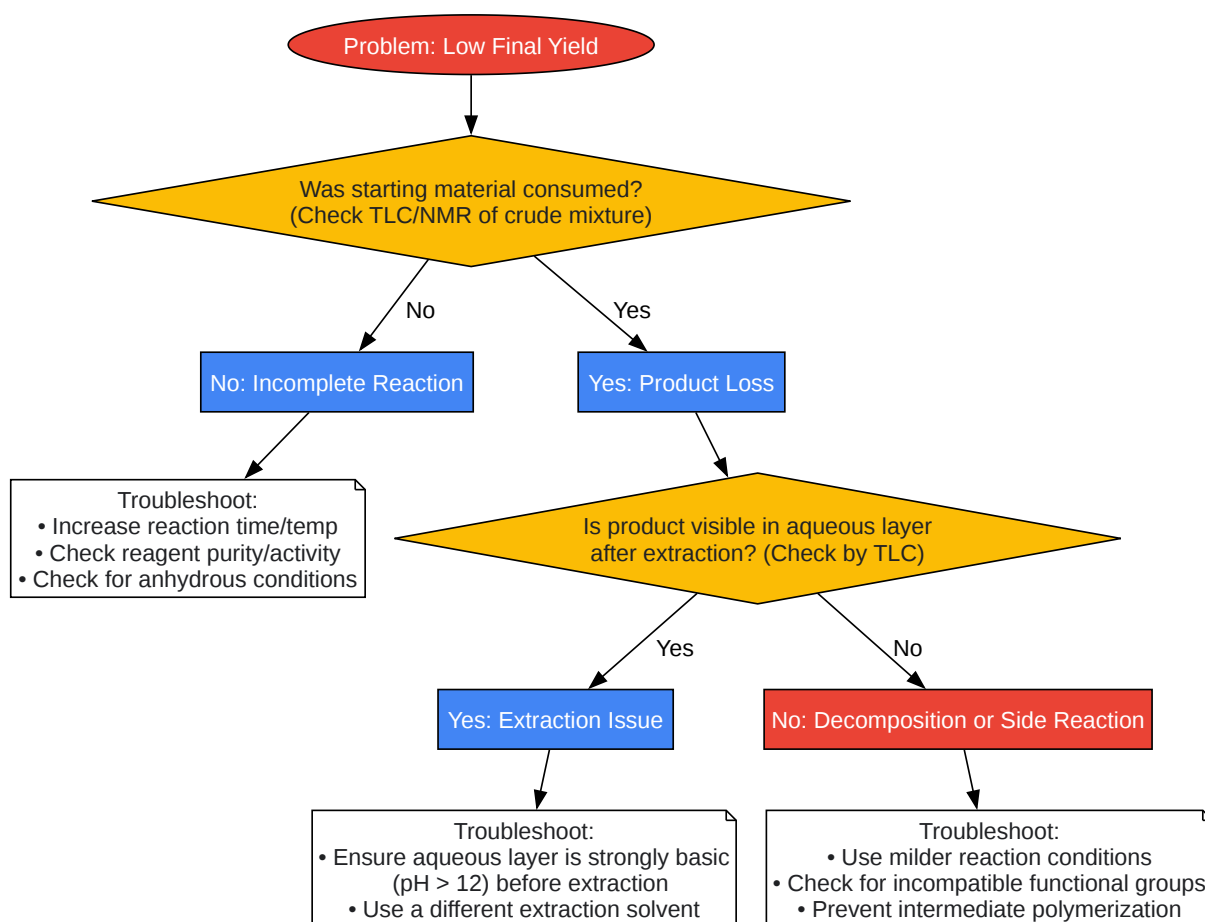 Problem: Low Final Yield
Was starting material consumed?
(Check TLC/NMR of crude mixture)
No
Yes
No: Incomplete Reaction
Yes: Product Loss
Troubleshoot:
• Increase reaction time/temp
• Check reagent purity/activity
• Check for anhydrous conditions
Is product visible in aqueous layer
after extraction? (Check by TLC)
Yes
No
Yes: Extraction Issue
No: Decomposition or Side Reaction
Troubleshoot:
• Ensure aqueous layer is strongly basic
(pH > 12) before extraction
• Use a different extraction solvent
Troubleshoot:
• Use milder reaction conditions
• Check for incompatible functional groups
• Prevent intermediate polymerization